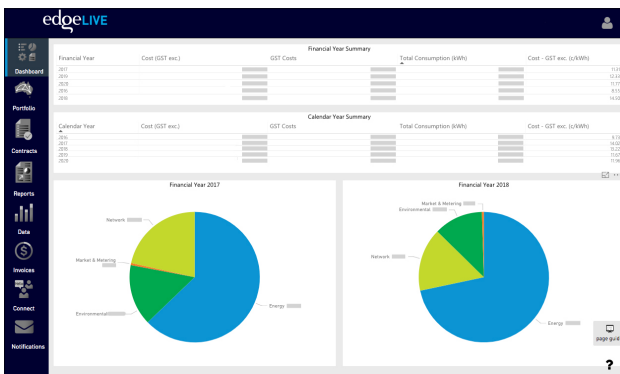 edgeLIVE
Dashboard
Portfolio
Contracts
Reports
Data
Invoices
Connect
Notifications
Financial Year Summary
Financial Year Cost (GST exc.) GST Costs Total Consumption (kWh) Cost - GST exc. (c/kWh)
2017
2019
2020
Calendar Year Summary
Calendar Year Cost (GST exc.) GST Costs Total Consumption (kWh) Cost - GST exc. (c/kWh)
2016
2017 14.02
2018
2019
2020
Financial Year 2017
Network
Market & Metering
Environmental
Energy
Financial Year 2018
Market & Metering
Environmental
Network
Energy
page guid
?